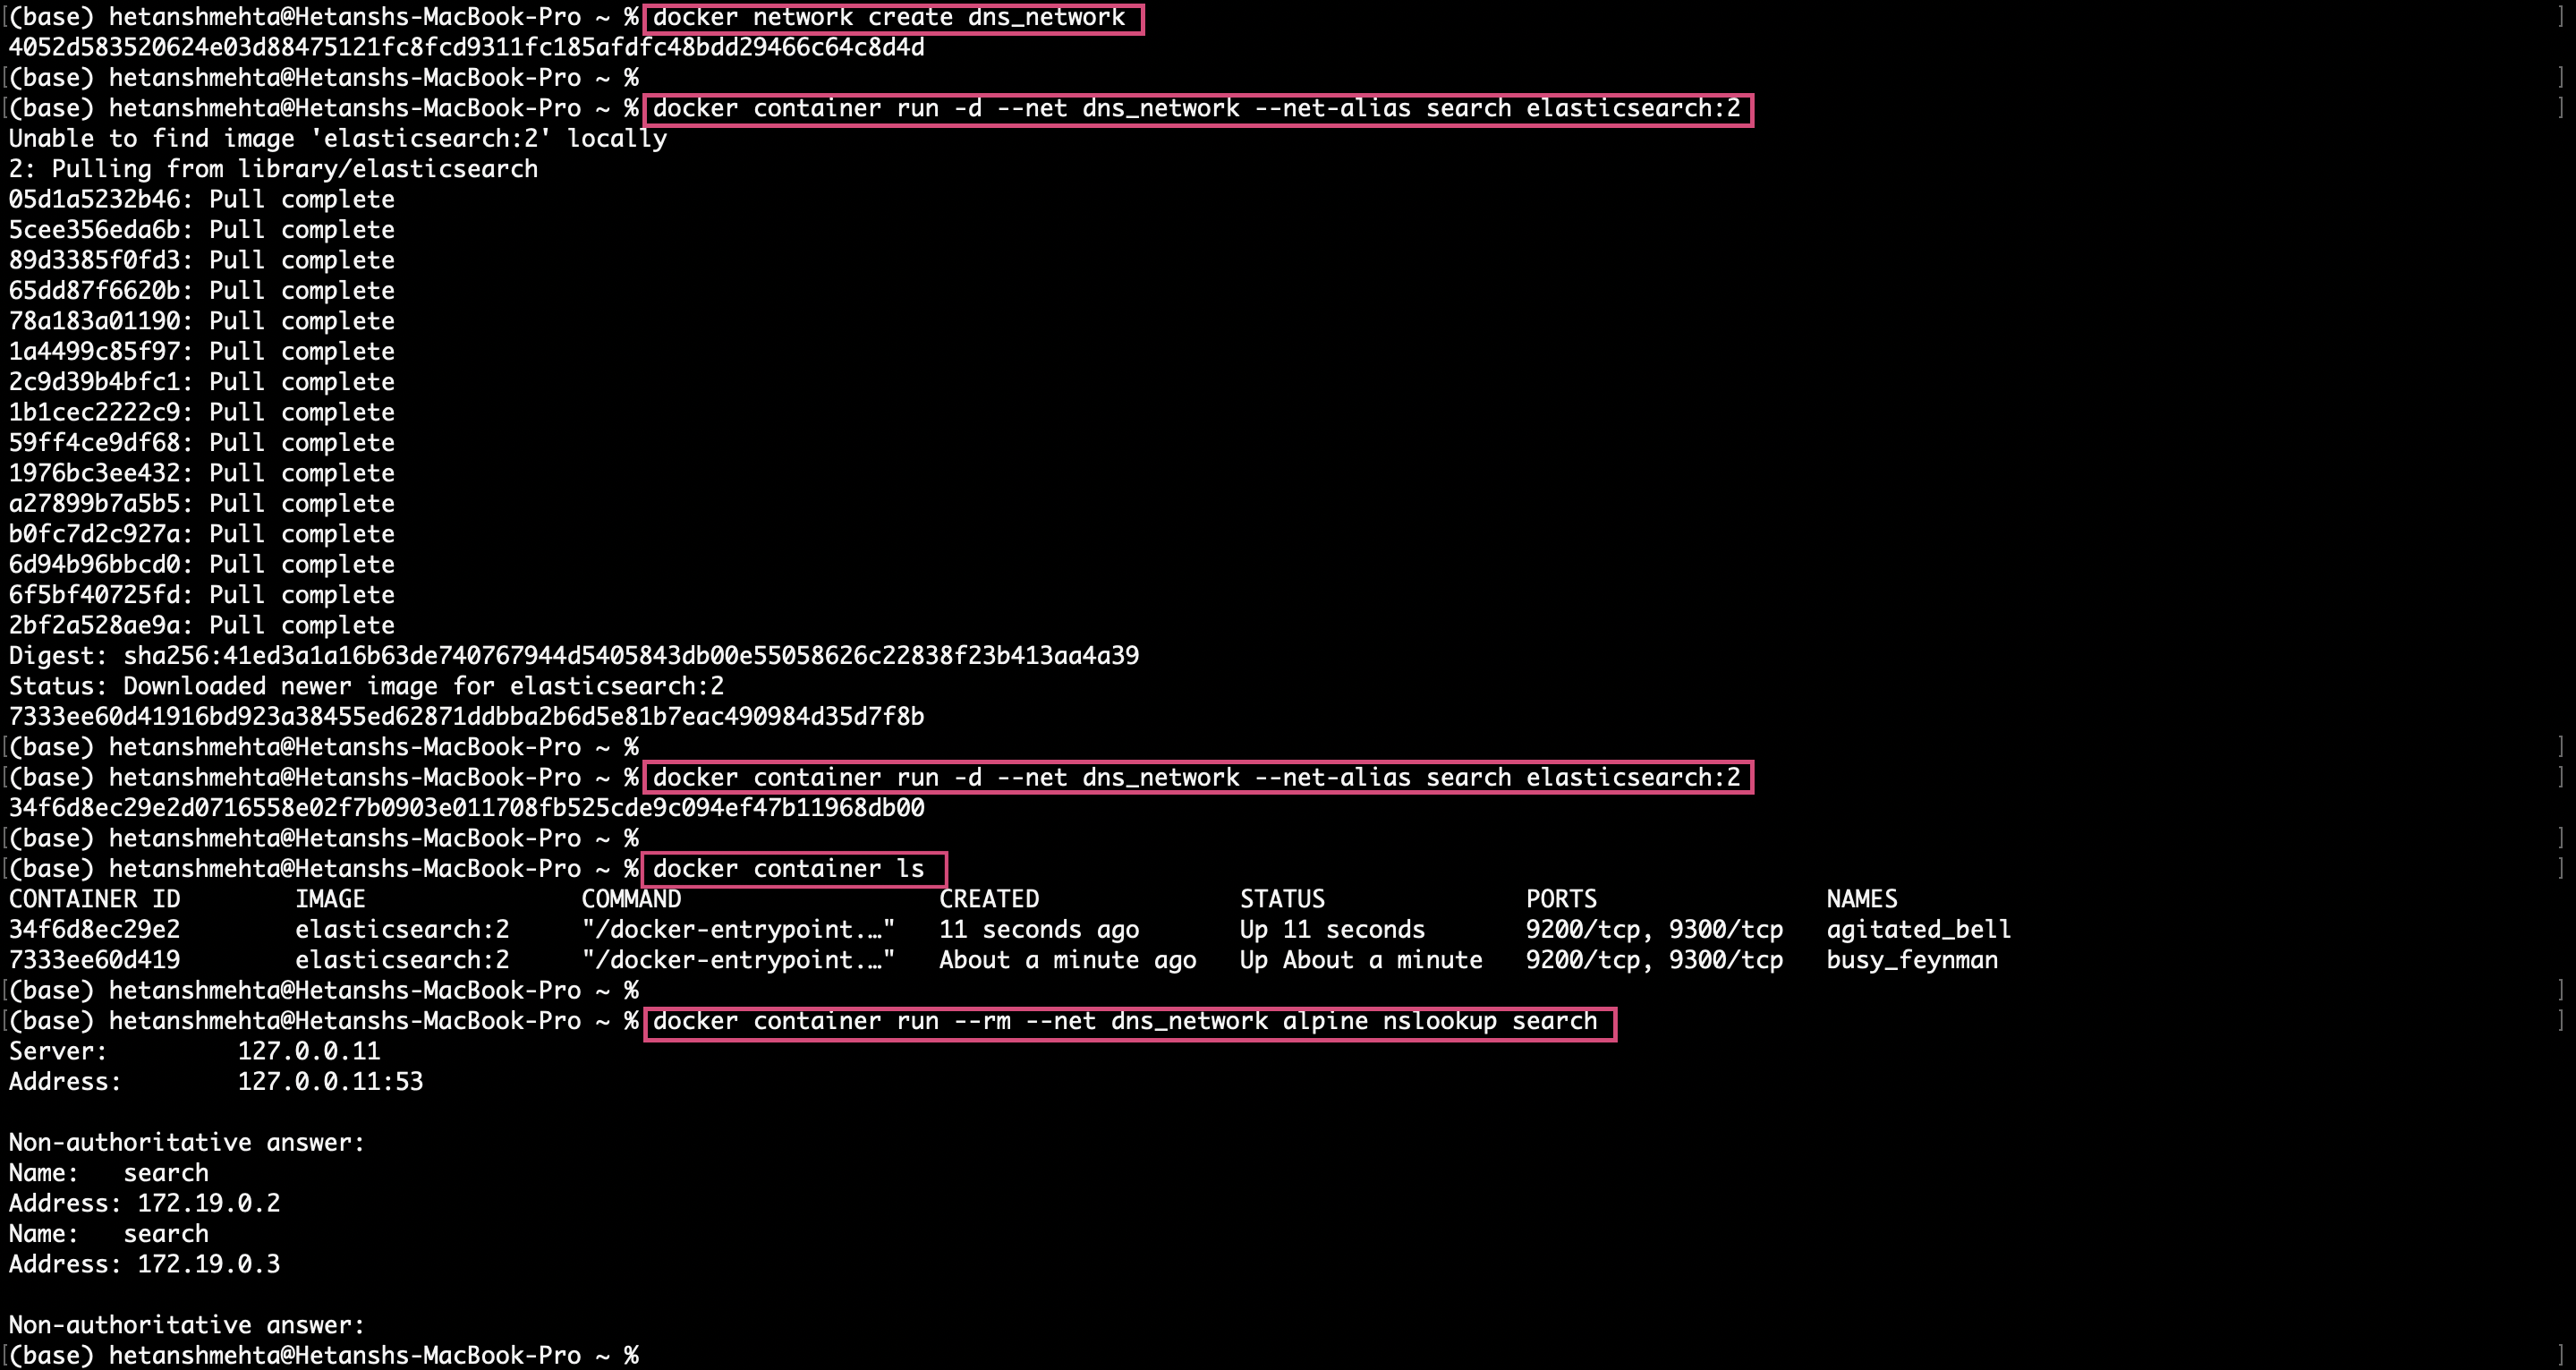 [(base) hetanshmehta@Hetanshs-MacBook-Pro ~ % docker network create dns_network ]
4052d583520624e03d88475121fc8fcd9311fc185afdfc48bdd29466c64c8d4d
[(base) hetanshmehta@Hetanshs-MacBook-Pro ~ % ]
[(base) hetanshmehta@Hetanshs-MacBook-Pro ~ % docker container run -d --net dns_network --net-alias search elasticsearch:2 ]
Unable to find image 'elasticsearch:2' locally
2: Pulling from library/elasticsearch
05d1a5232b46: Pull complete
5cee356eda6b: Pull complete
89d3385f0fd3: Pull complete
65dd87f6620b: Pull complete
78a183a01190: Pull complete
1a4499c85f97: Pull complete
2c9d39b4bfc1: Pull complete
1b1cec2222c9: Pull complete
59ff4ce9df68: Pull complete
1976bc3ee432: Pull complete
a27899b7a5b5: Pull complete
b0fc7d2c927a: Pull complete
6d94b96bbcd0: Pull complete
6f5bf40725fd: Pull complete
2bf2a528ae9a: Pull complete
Digest: sha256:41ed3a1a16b63de740767944d5405843db00e55058626c22838f23b413aa4a39
Status: Downloaded newer image for elasticsearch:2
7333ee60d41916bd923a38455ed62871ddbba2b6d5e81b7eac490984d35d7f8b
[(base) hetanshmehta@Hetanshs-MacBook-Pro ~ % ]
[(base) hetanshmehta@Hetanshs-MacBook-Pro ~ % docker container run -d --net dns_network --net-alias search elasticsearch:2 ]
34f6d8ec29e2d0716558e02f7b0903e011708fb525cde9c094ef47b11968db00
[(base) hetanshmehta@Hetanshs-MacBook-Pro ~ % ]
[(base) hetanshmehta@Hetanshs-MacBook-Pro ~ % docker container ls ]
CONTAINER ID IMAGE COMMAND CREATED STATUS PORTS NAMES
34f6d8ec29e2 elasticsearch:2 "/docker-entrypoint.…" 11 seconds ago Up 11 seconds 9200/tcp, 9300/tcp agitated_bell
7333ee60d419 elasticsearch:2 "/docker-entrypoint.…" About a minute ago Up About a minute 9200/tcp, 9300/tcp busy_feynman
[(base) hetanshmehta@Hetanshs-MacBook-Pro ~ % ]
[(base) hetanshmehta@Hetanshs-MacBook-Pro ~ % docker container run --rm --net dns_network alpine nslookup search ]
Server: 127.0.0.11
Address: 127.0.0.11:53
Non-authoritative answer:
Name: search
Address: 172.19.0.2
Name: search
Address: 172.19.0.3
Non-authoritative answer:
[(base) hetanshmehta@Hetanshs-MacBook-Pro ~ % ]